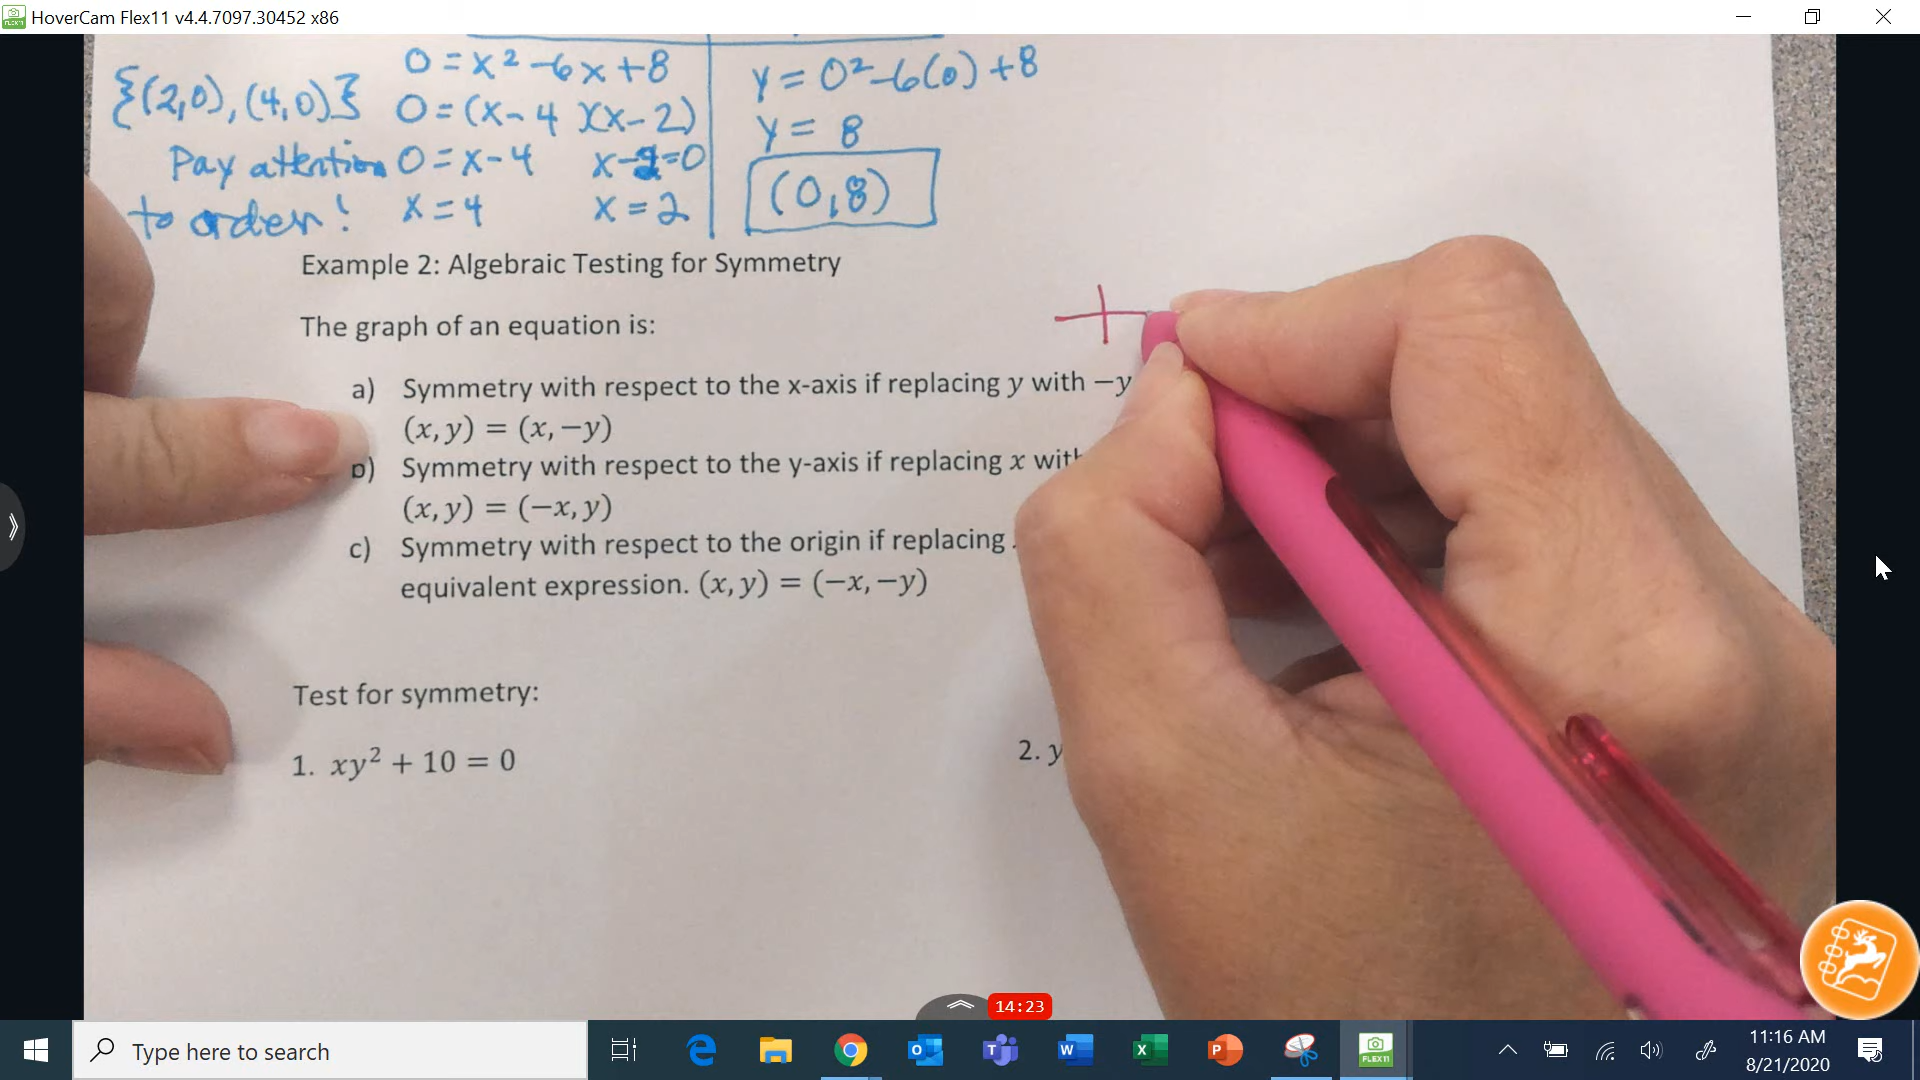 HoverCam Flex11 v4.4.7097.30452 x86
{(2,0), (4,0)} 0 = x² - 6x + 8 y = 0² - 6(0) + 8
0 = (x - 4)(x - 2) y = 8
Pay attention 0 = x - 4 x - 2 = 0 (0,8)
to order! x = 4 x = 2
Example 2: Algebraic Testing for Symmetry
The graph of an equation is:
a) Symmetry with respect to the x-axis if replacing y with −y
(x, y) = (x, −y)
b) Symmetry with respect to the y-axis if replacing x with
(x, y) = (−x, y)
c) Symmetry with respect to the origin if replacing
equivalent expression. (x, y) = (−x, −y)
Test for symmetry:
1. xy² + 10 = 0 2. y
14:23
Type here to search
11:16 AM
8/21/2020
FLEX11